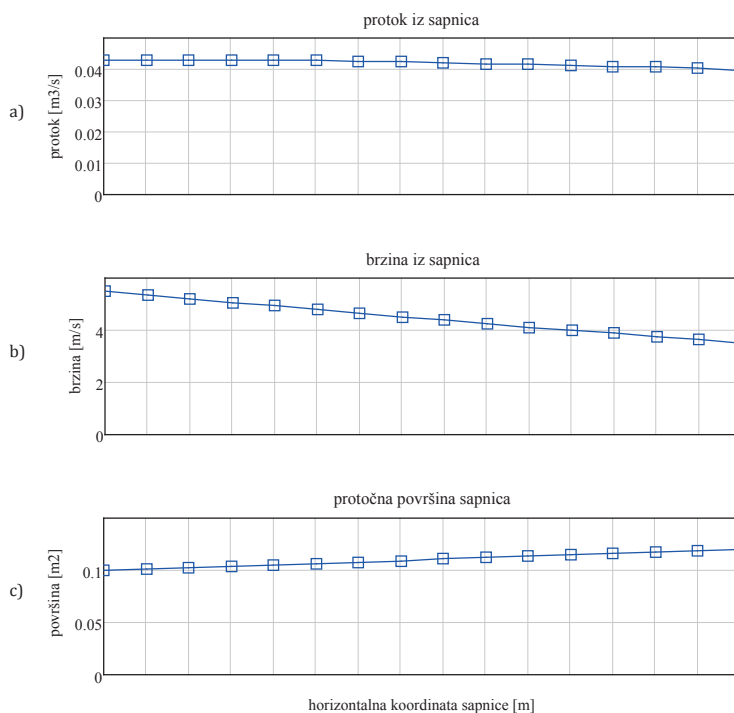 protok iz sapnica
a)
protok [m3/s]
0.04
0.03
0.02
0.01
0
brzina iz sapnica
b)
brzina [m/s]
4
2
0
protočna površina sapnica
c)
površina [m2]
0.1
0.05
0
horizontalna koordinata sapnice [m]